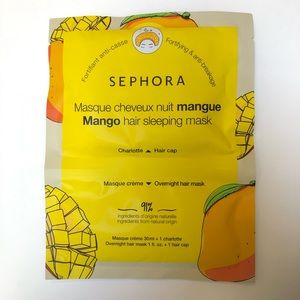 Fortifiant anti-casse
Fortifying & anti-breakage
SEPHORA
Masque cheveux nuit mangue
Mango hair sleeping mask
Charlotte Hair cap
Masque crème Overnight hair mask
91%
ingrédients d'origine naturelle
ingredients from natural origin
Masque crème 30ml + 1 charlotte
Overnight hair mask 1 fl. oz. + 1 hair cap